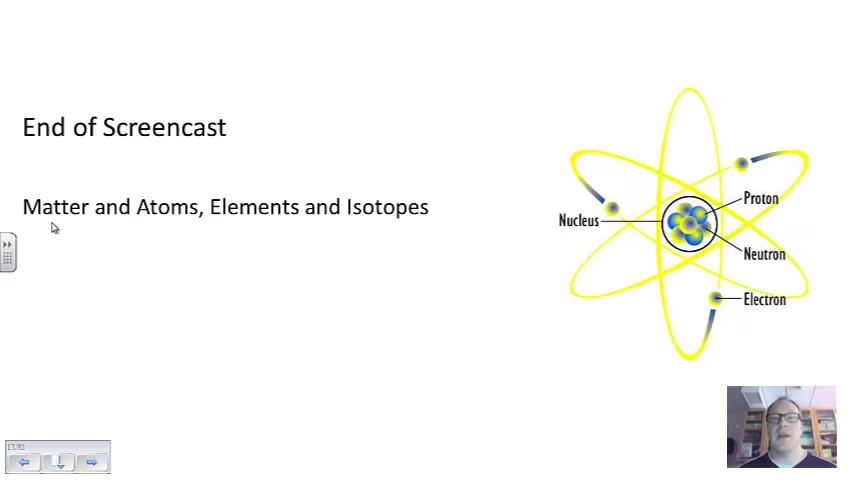 End of Screencast
Matter and Atoms, Elements and Isotopes
Proton
Nucleus
Neutron
Electron